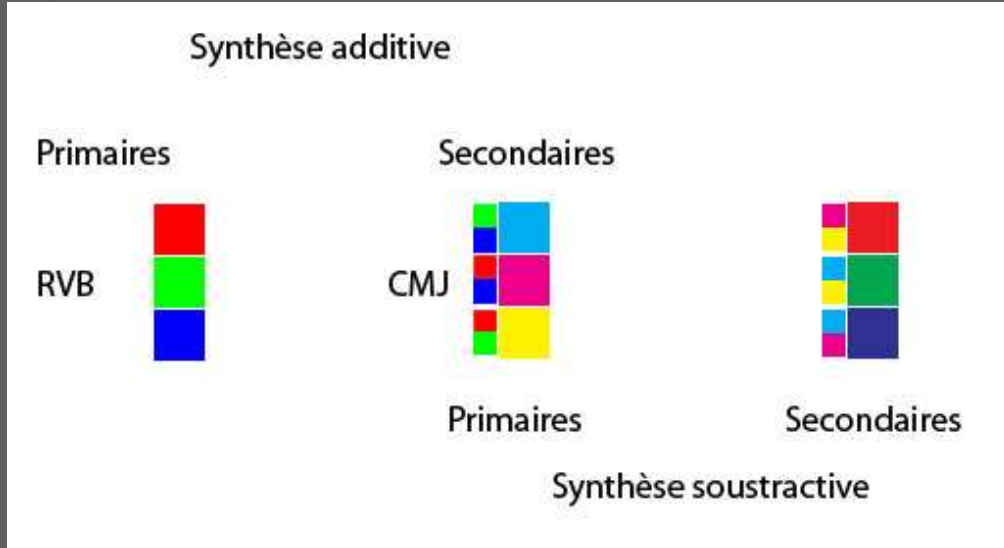 Synthèse additive
Primaires
Secondaires
RVB
CMJ
Primaires
Secondaires
Synthèse soustractive